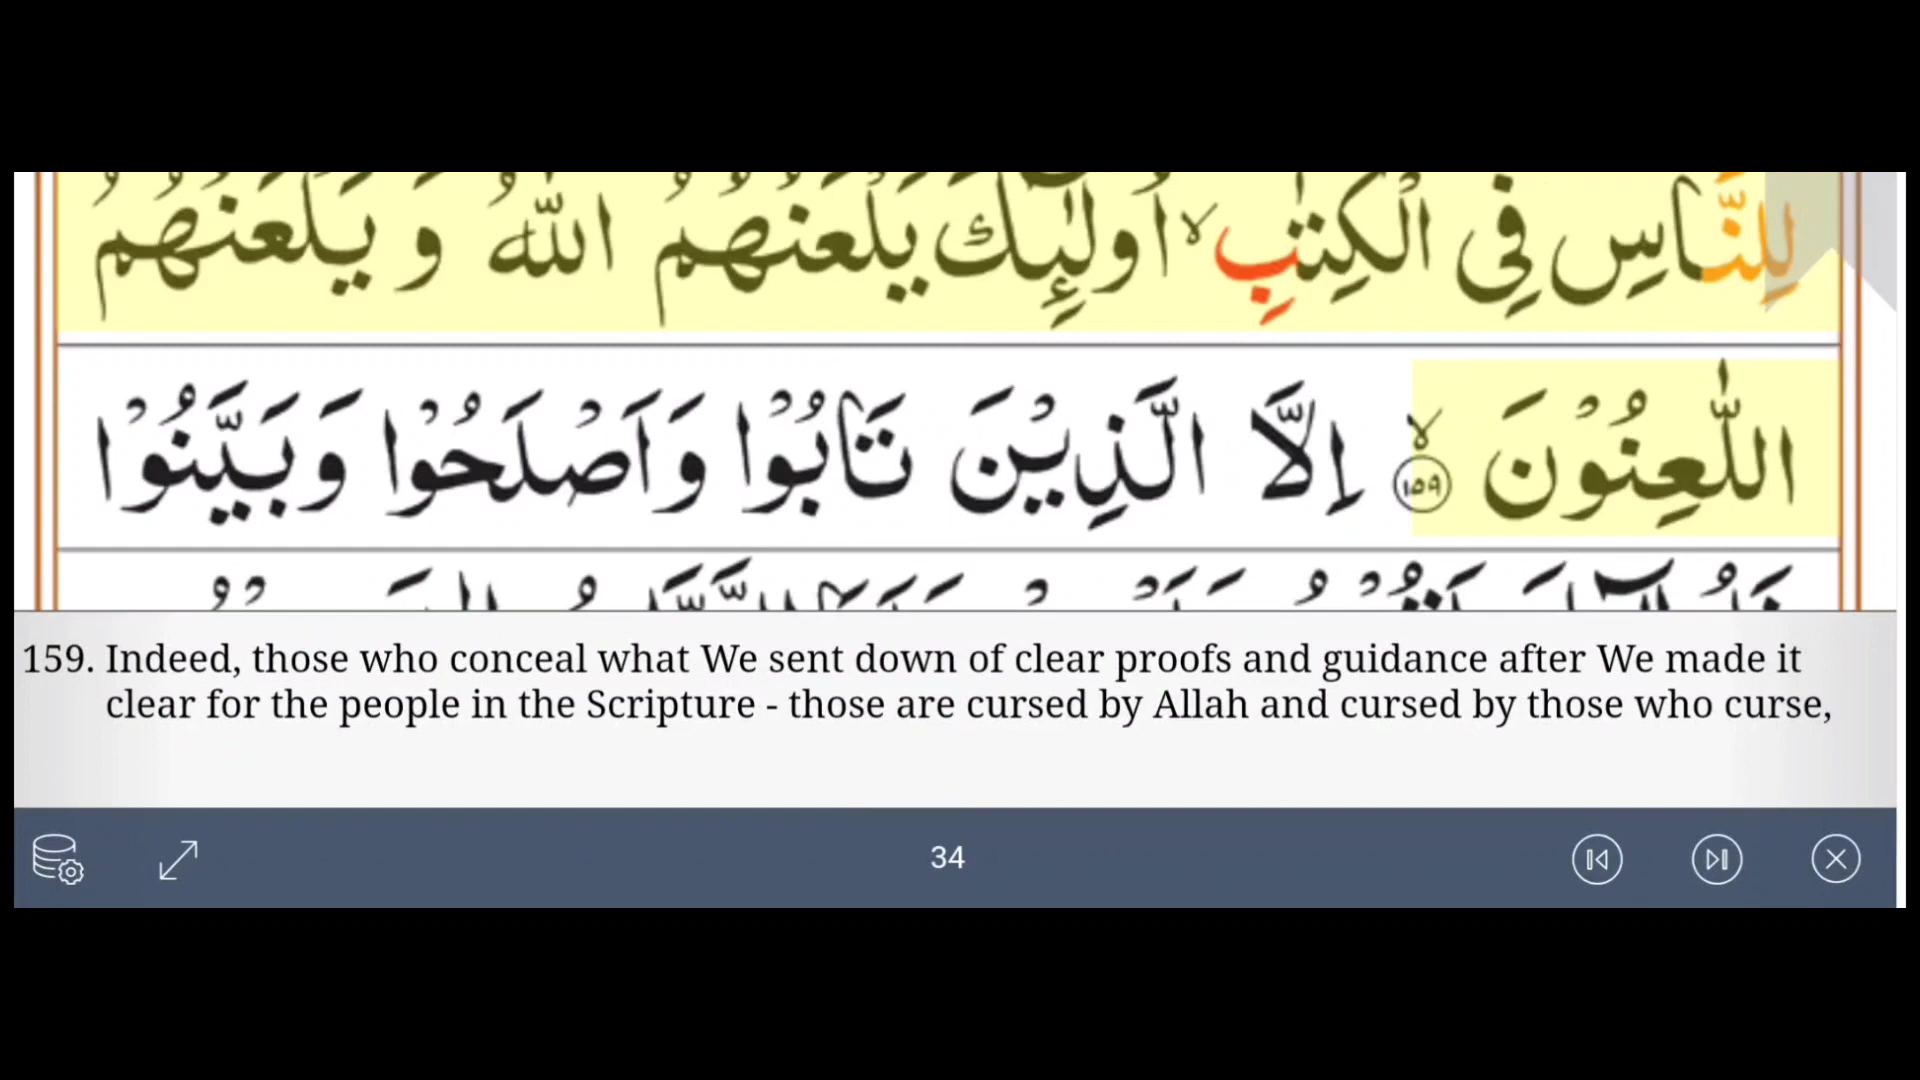 لِلنَّاسِ فِي الْكِتٰبِ ۙ اُولٰٓئِكَ يَلْعَنُهُمُ اللّٰهُ وَ يَلْعَنُهُمُ
اللّٰعِنُوْنَ ۙ ١٥٩ اِلَّا الَّذِيْنَ تَابُوْا وَاَصْلَحُوْا وَبَيَّنُوْا
159. Indeed, those who conceal what We sent down of clear proofs and guidance after We made it
clear for the people in the Scripture - those are cursed by Allah and cursed by those who curse,
34